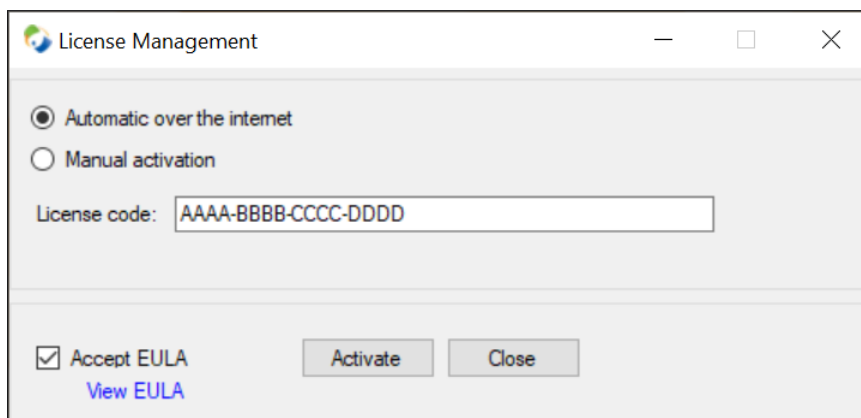 License Management
Automatic over the internet
Manual activation
License code: AAAA-BBBB-CCCC-DDDD
Accept EULA Activate Close
View EULA